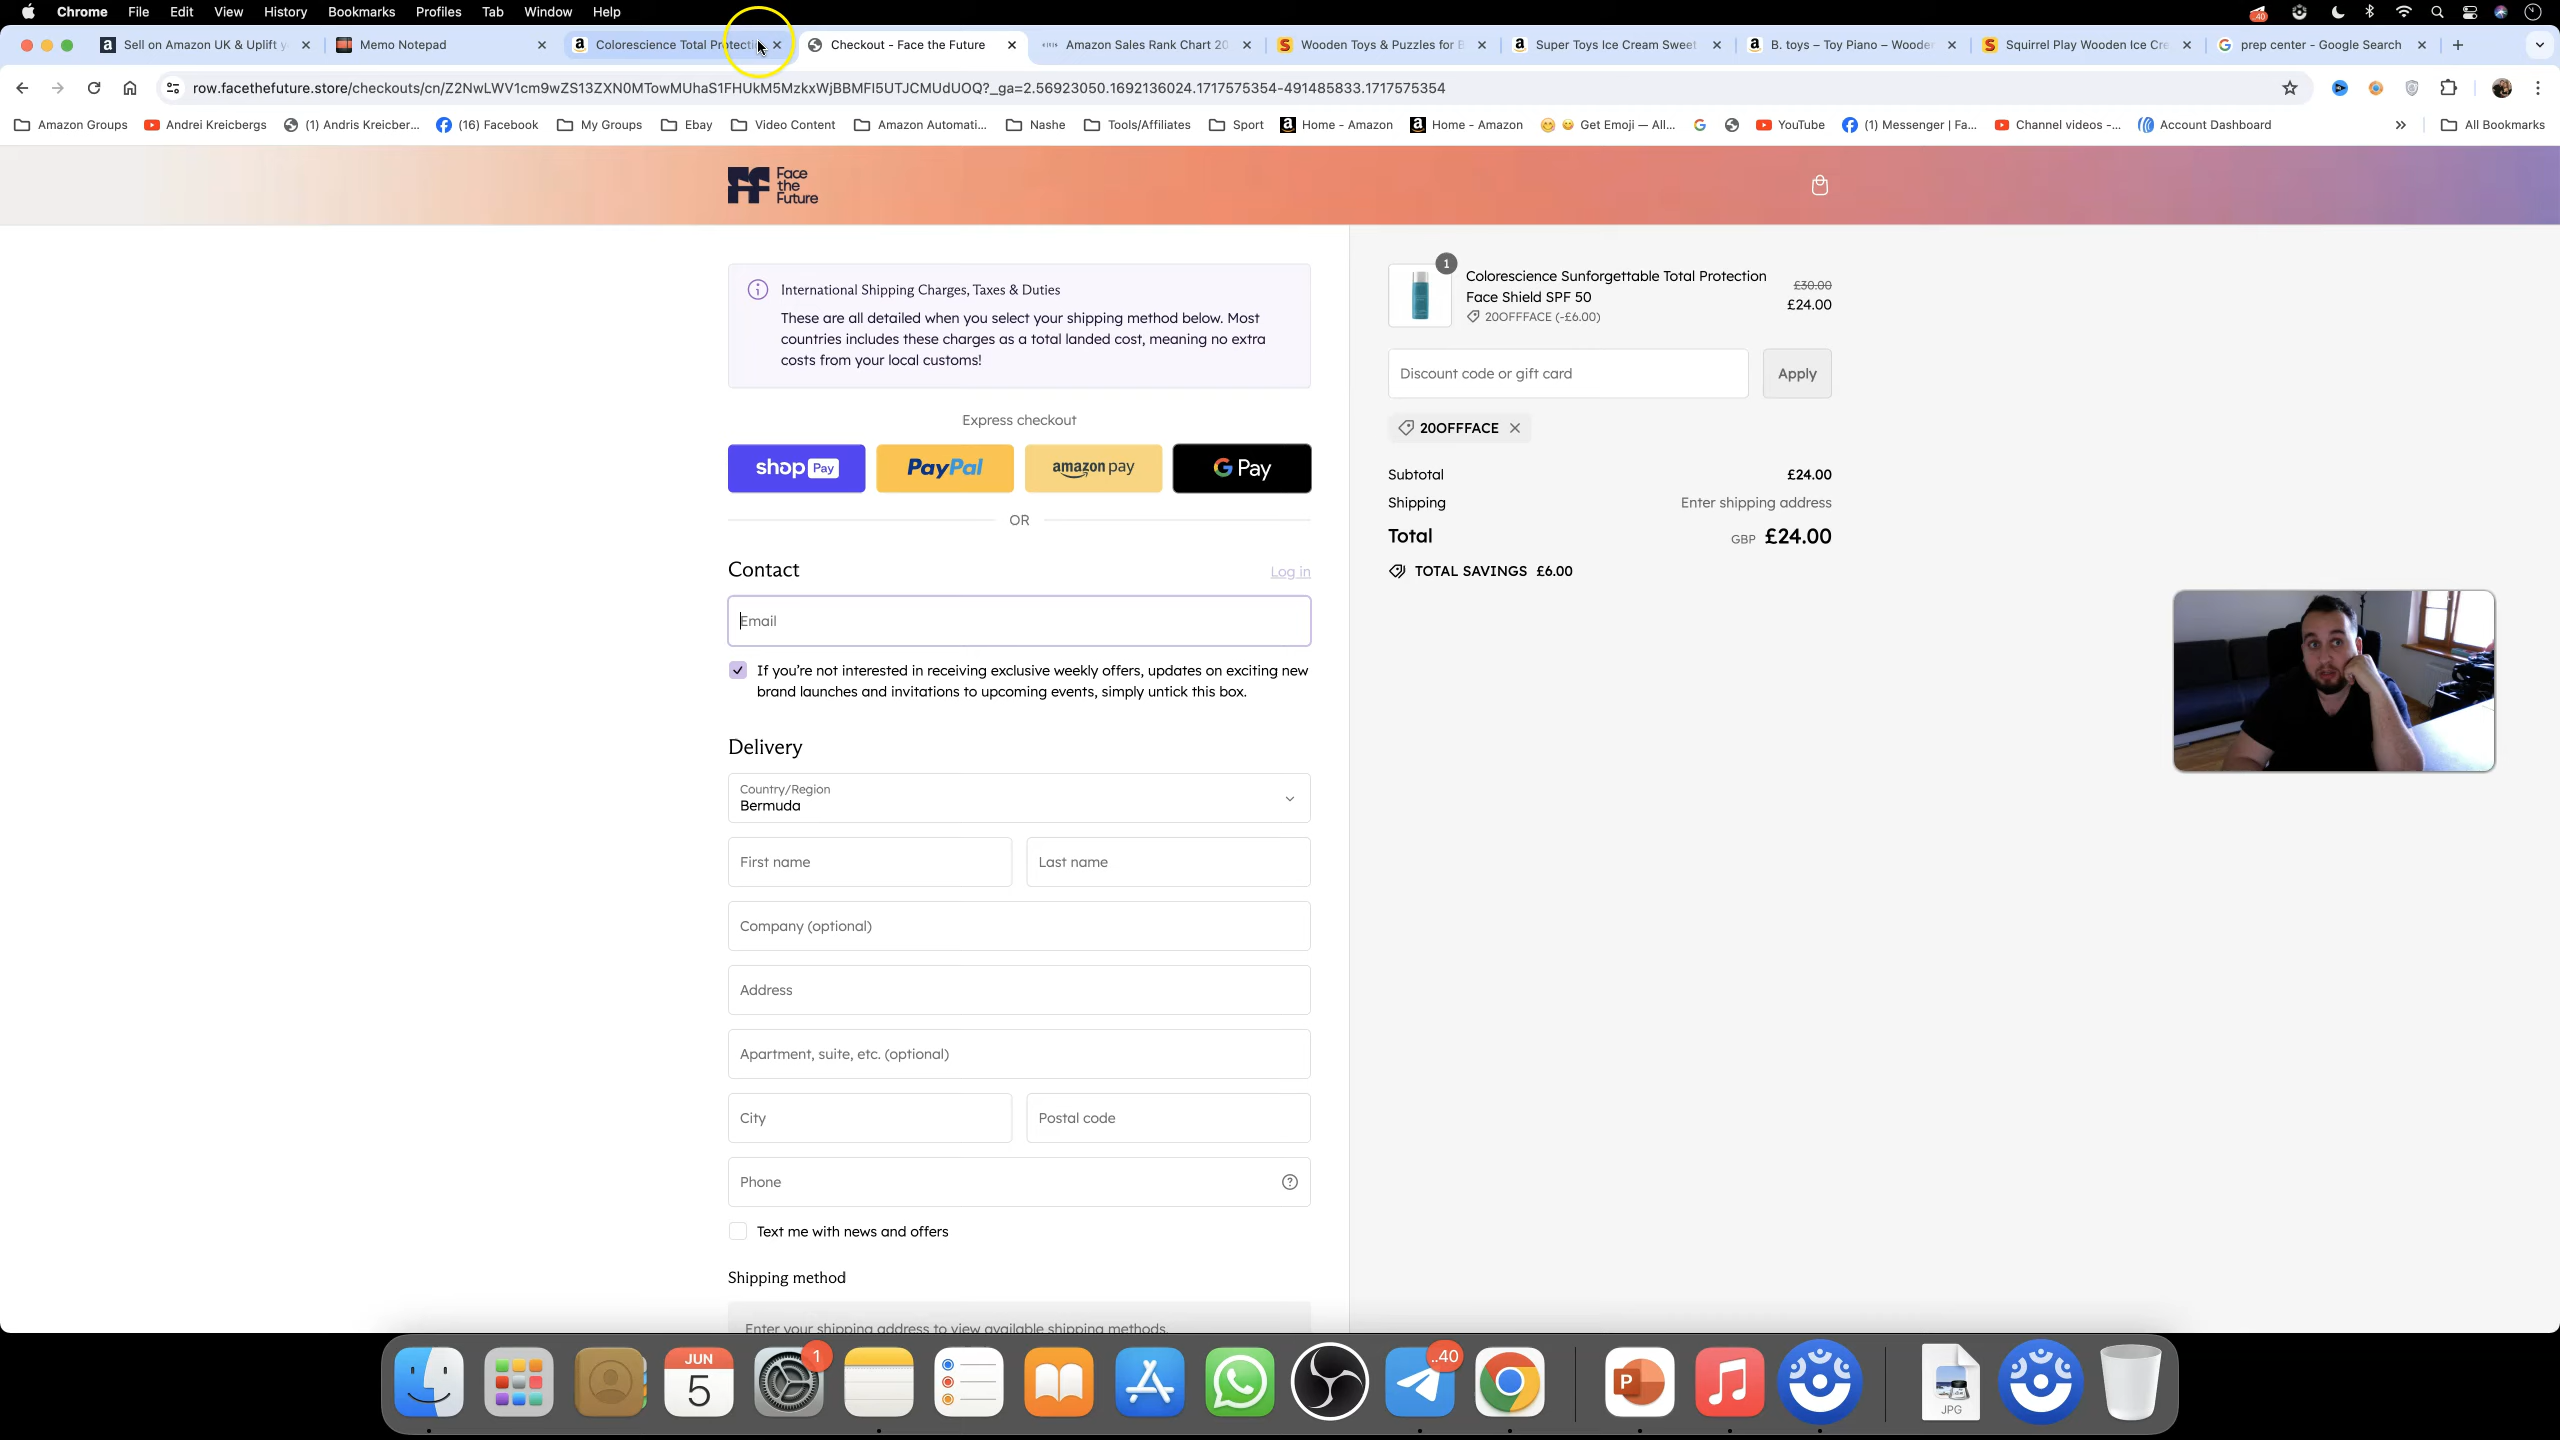 Chrome File Edit View History Bookmarks Profiles Tab Window Help
40
Sell on Amazon UK & Uplift y
Memo Notepad
Colorescience Total Protecti
Checkout - Face the Future
Amazon Sales Rank Chart 20
Wooden Toys & Puzzles for B
Super Toys Ice Cream Sweet
B. toys – Toy Piano – Woode
Squirrel Play Wooden Ice Cre
prep center - Google Search
row.facethefuture.store/checkouts/cn/Z2NwLWV1cm9wZS13ZXN0MTowMUhaS1FHUkM5MzkxWjBBMFI5UTJCMUdUOQ?_ga=2.56923050.1692136024.1717575354-491485833.1717575354
Amazon Groups Andrei Kreicbergs (1) Andris Kreicber... (16) Facebook My Groups Ebay Video Content Amazon Automati... Nashe Tools/Affiliates Sport Home - Amazon Home - Amazon Get Emoji — All... YouTube (1) Messenger | Fa... Channel videos -... Account Dashboard All Bookmarks
Face
the
Future
International Shipping Charges, Taxes & Duties
These are all detailed when you select your shipping method below. Most
countries includes these charges as a total landed cost, meaning no extra
costs from your local customs!
Express checkout
shop Pay
PayPal
amazon pay
G Pay
OR
Contact
Log in
Email
If you're not interested in receiving exclusive weekly offers, updates on exciting new
brand launches and invitations to upcoming events, simply untick this box.
Delivery
Country/Region
Bermuda
First name
Last name
Company (optional)
Address
Apartment, suite, etc. (optional)
City
Postal code
Phone
Text me with news and offers
Shipping method
Enter your shipping address to view available shipping methods.
1
Colorescience Sunforgettable Total Protection
Face Shield SPF 50
20OFFFACE (-£6.00)
£30.00
£24.00
Discount code or gift card
Apply
20OFFFACE
Subtotal £24.00
Shipping Enter shipping address
Total GBP £24.00
TOTAL SAVINGS £6.00
JUN
5
1
..40
P
JPG